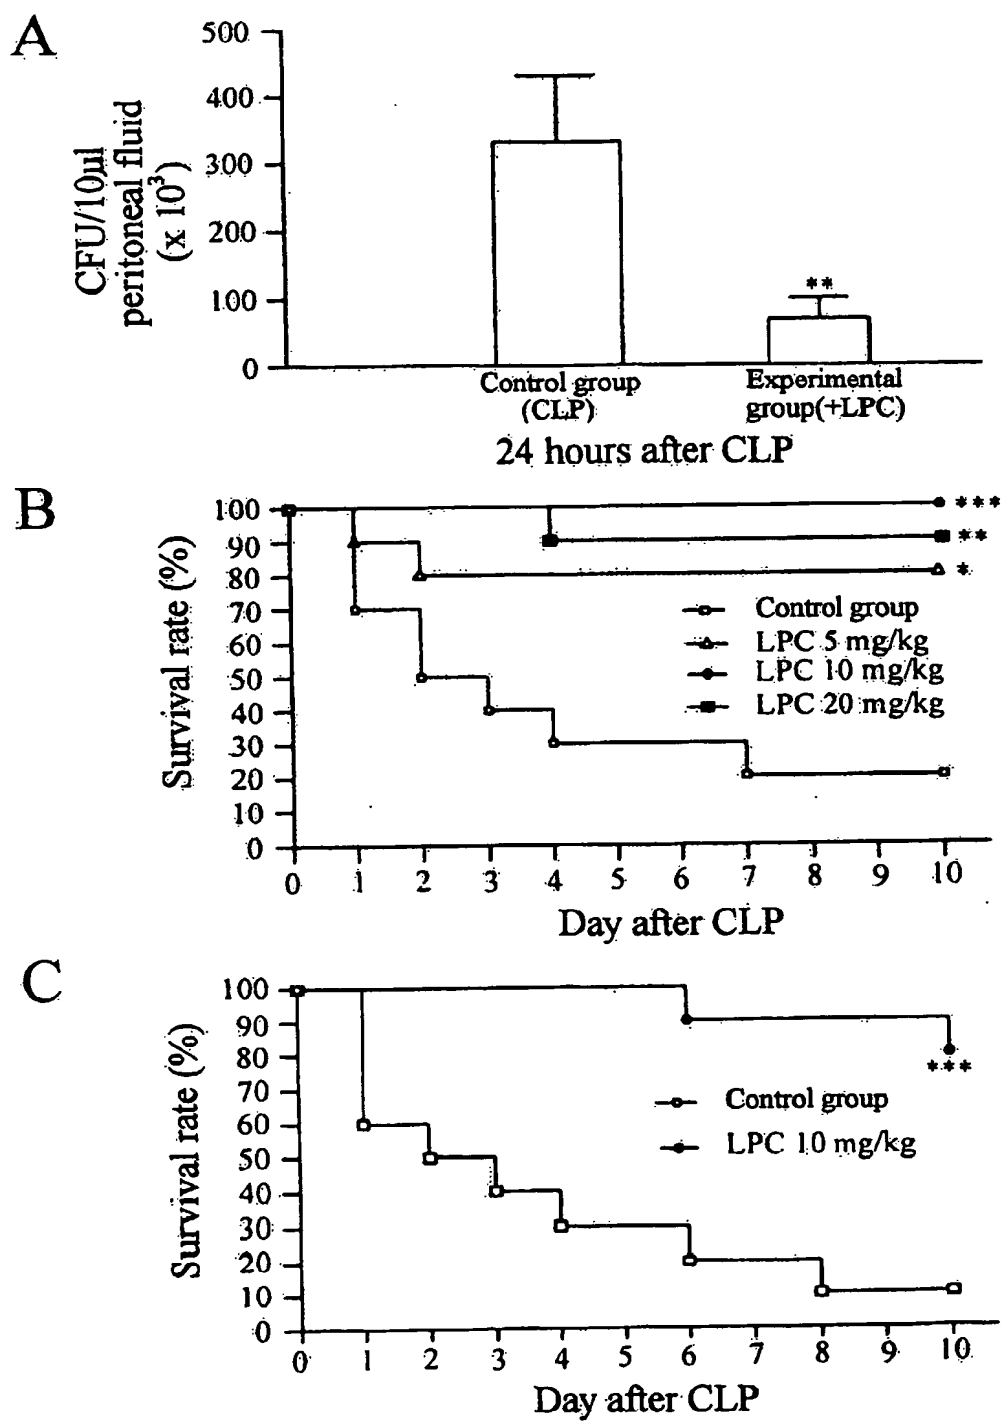 A
500
400
300
200
100
0
CFU/10μl
peritoneal fluid
(x 10³)
**
Control group
(CLP)
Experimental
group(+LPC)
24 hours after CLP
B
100
90
80
70
60
50
40
30
20
10
0
Survival rate (%)
***
**
*
Control group
LPC 5 mg/kg
LPC 10 mg/kg
LPC 20 mg/kg
0 1 2 3 4 5 6 7 8 9 10
Day after CLP
C
100
90
80
70
60
50
40
30
20
10
0
Survival rate (%)
***
Control group
LPC 10 mg/kg
0 1 2 3 4 5 6 7 8 9 10
Day after CLP